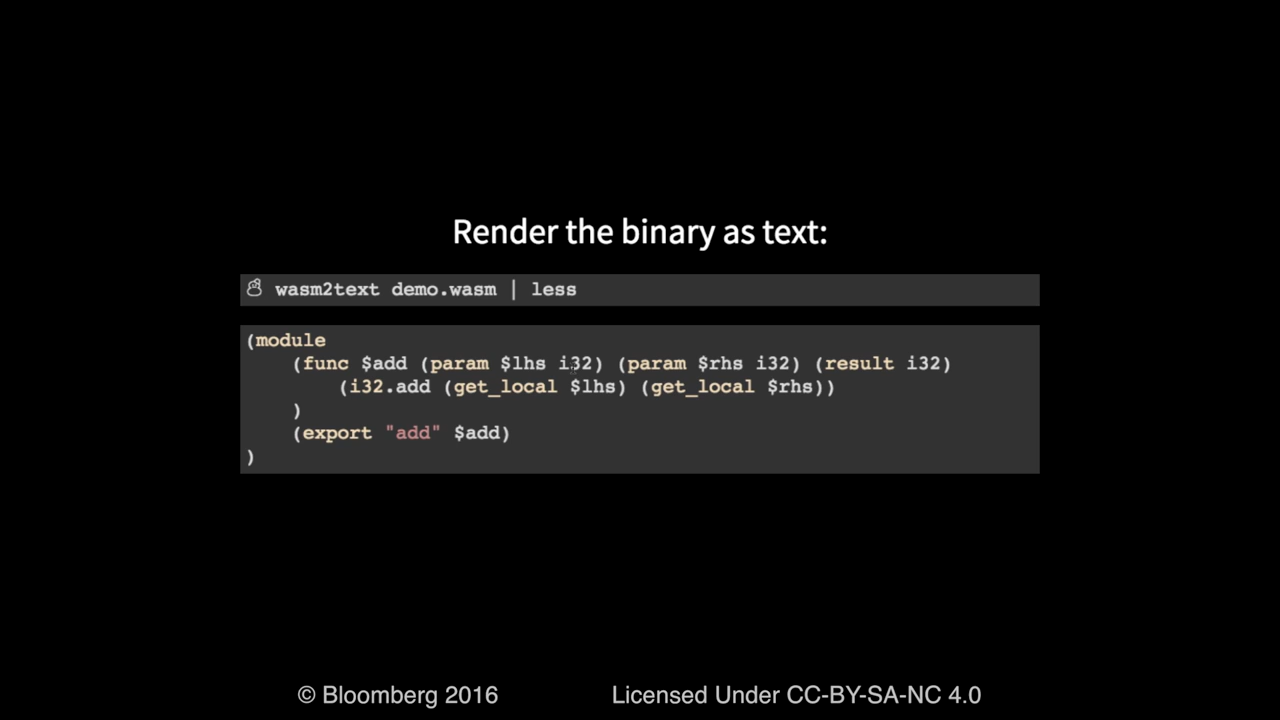 Render the binary as text:
wasm2text demo.wasm | less
(module
    (func $add (param $lhs i32) (param $rhs i32) (result i32)
        (i32.add (get_local $lhs) (get_local $rhs))
    )
    (export "add" $add)
)
© Bloomberg 2016
Licensed Under CC-BY-SA-NC 4.0